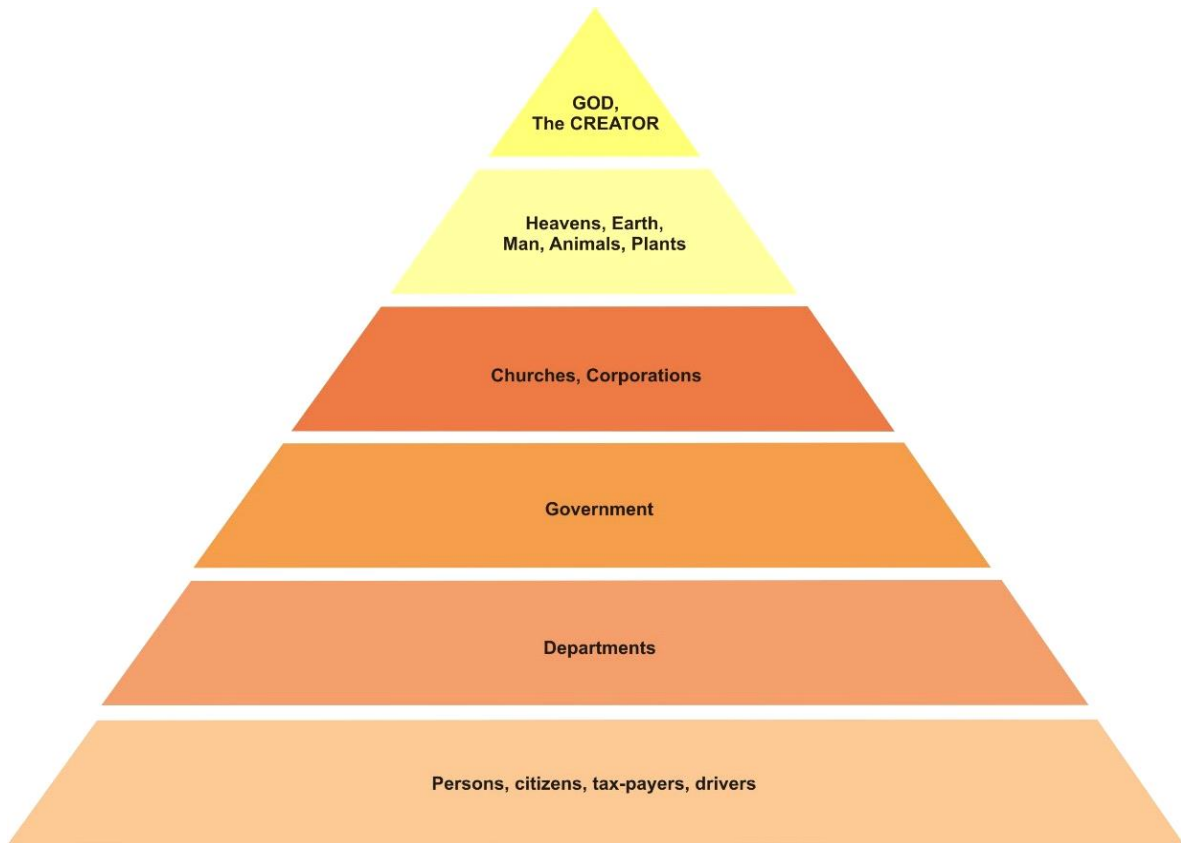 GOD,
The CREATOR
Heavens, Earth,
Man, Animals, Plants
Churches, Corporations
Government
Departments
Persons, citizens, tax-payers, drivers